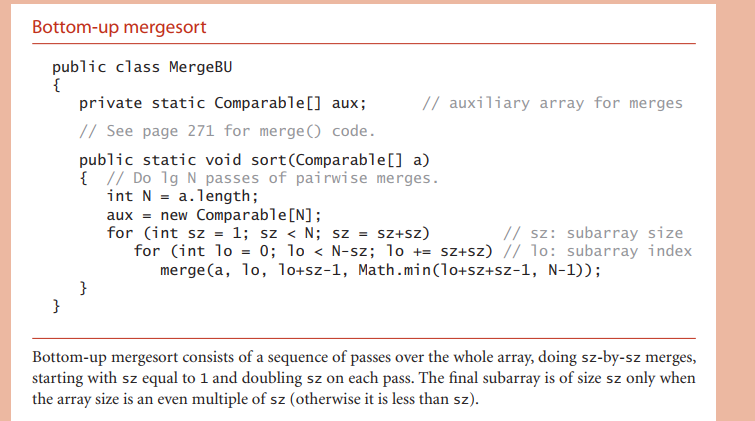 Bottom-up mergesort
public class MergeBU
{
private static Comparable[] aux; // auxiliary array for merges
// See page 271 for merge() code.
public static void sort(Comparable[] a)
{ // Do lg N passes of pairwise merges.
int N = a.length;
aux = new Comparable[N];
for (int sz = 1; sz < N; sz = sz+sz) // sz: subarray size
for (int lo = 0; lo < N-sz; lo += sz+sz) // lo: subarray index
merge(a, lo, lo+sz-1, Math.min(lo+sz+sz-1, N-1));
}
}
Bottom-up mergesort consists of a sequence of passes over the whole array, doing sz-by-sz merges,
starting with sz equal to 1 and doubling sz on each pass. The final subarray is of size sz only when
the array size is an even multiple of sz (otherwise it is less than sz).